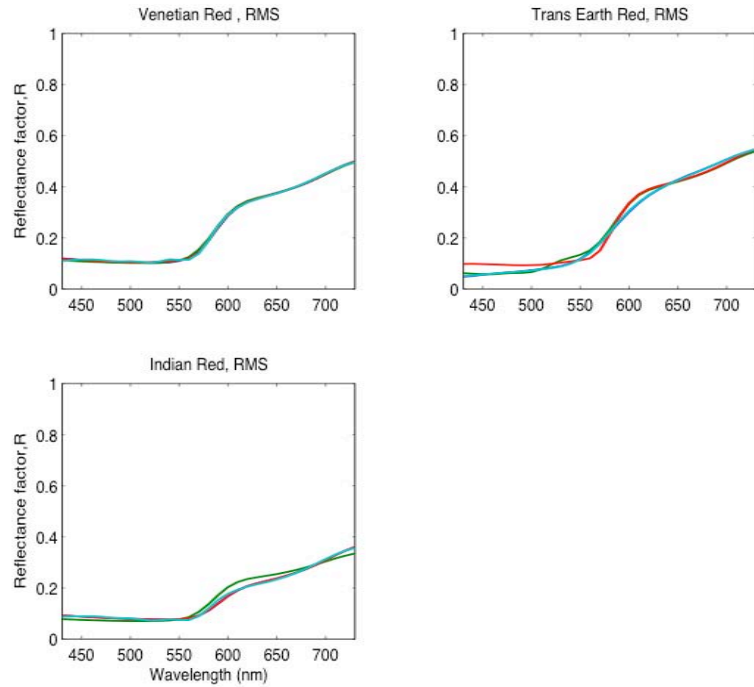 Venetian Red , RMS
Trans Earth Red, RMS
Reflectance factor,R
1
0.8
0.6
0.4
0.2
0
450 500 550 600 650 700
1
0.8
0.6
0.4
0.2
0
450 500 550 600 650 700
Indian Red, RMS
Reflectance factor,R
1
0.8
0.6
0.4
0.2
0
450 500 550 600 650 700
Wavelength (nm)